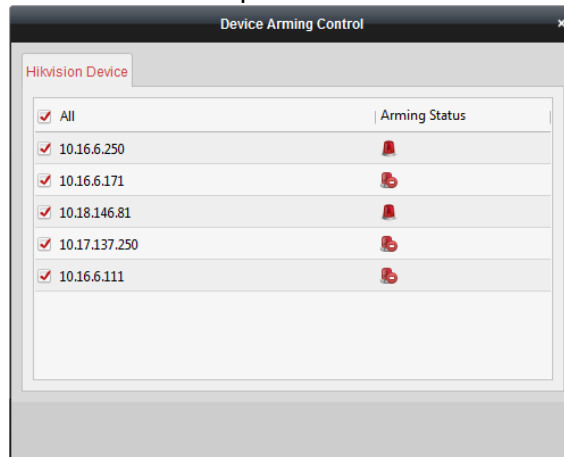 Device Arming Control
Hikvision Device
All Arming Status
10.16.6.250
10.16.6.171
10.18.146.81
10.17.137.250
10.16.6.111